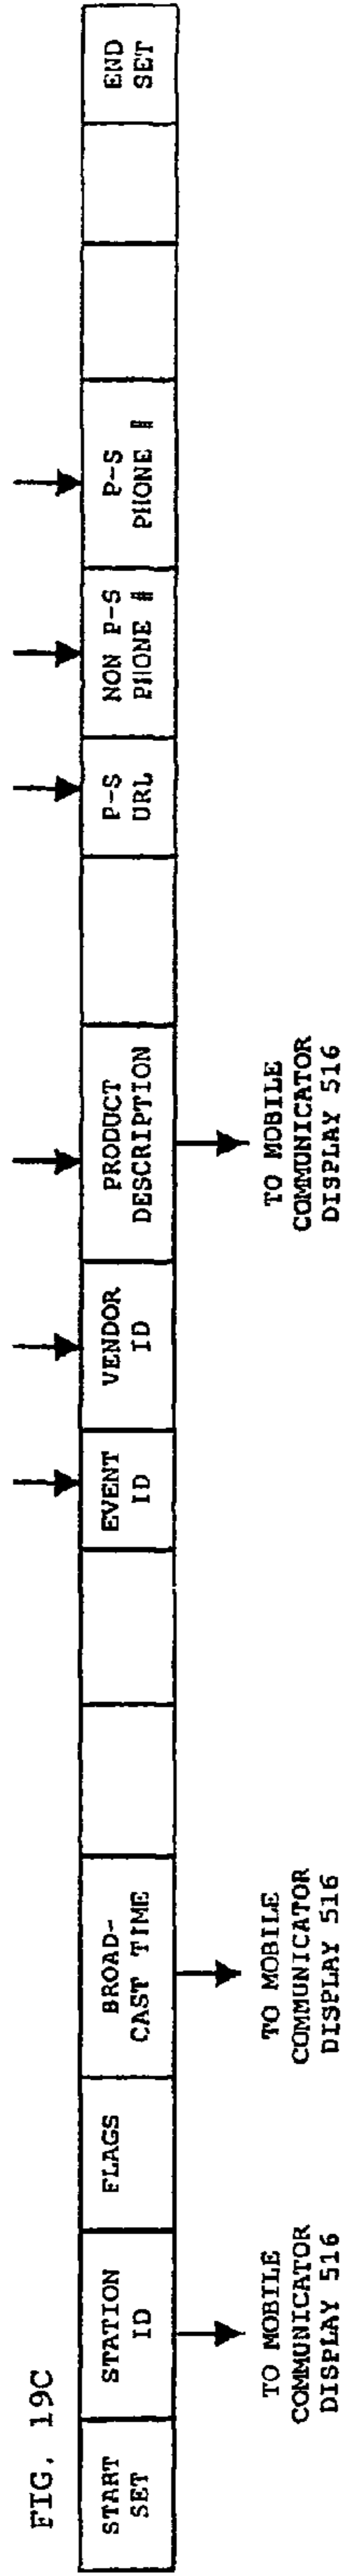 FIG. 19C
START
SET
STATION
ID
FLAGS
BROAD-
CAST TIME
EVENT
ID
VENDOR
ID
PRODUCT
DESCRIPTION
P-S
URL
NON P-S
PHONE #
P-S
PHONE #
END
SET
TO MOBILE
COMMUNICATOR
DISPLAY 516
TO MOBILE
COMMUNICATOR
DISPLAY 516
TO MOBILE
COMMUNICATOR
DISPLAY 516